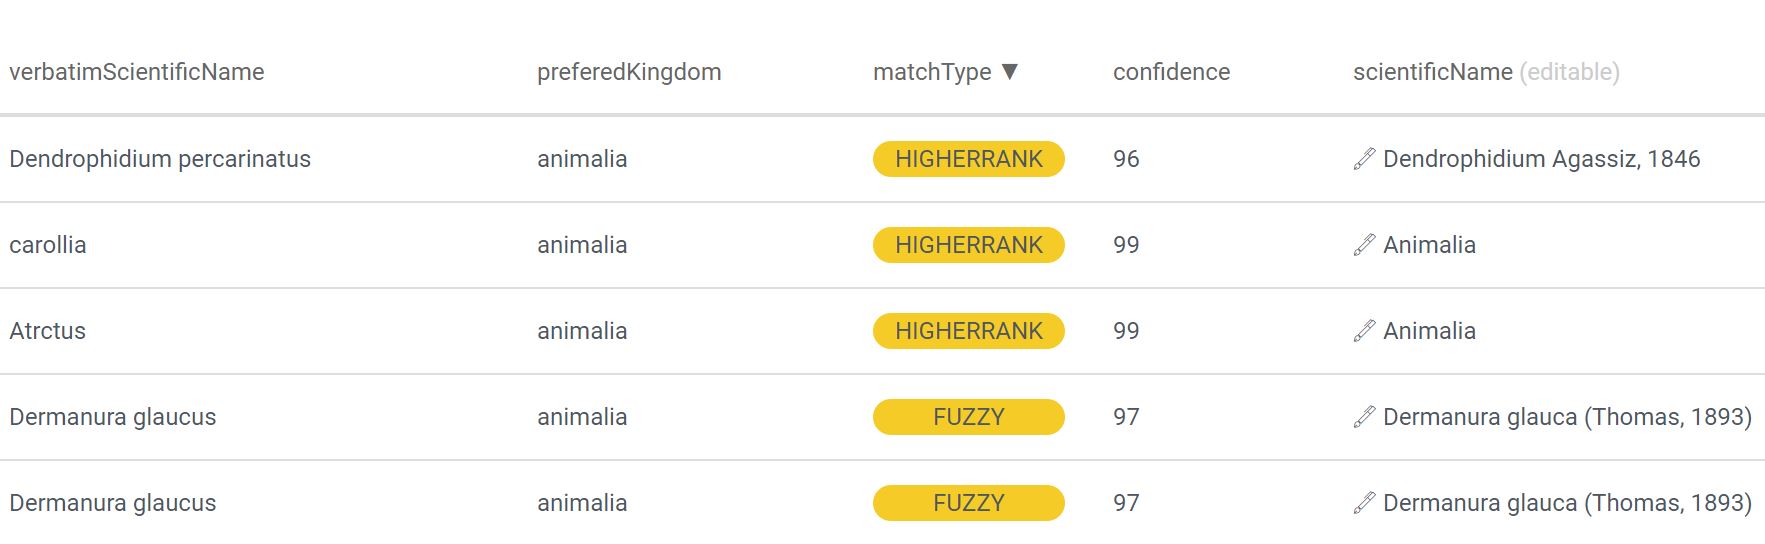 verbatimScientificName preferedKingdom matchType ▼ confidence scientificName (editable)
Dendrophidium percarinatus animalia HIGHERRANK 96 Dendrophidium Agassiz, 1846
carollia animalia HIGHERRANK 99 Animalia
Atrctus animalia HIGHERRANK 99 Animalia
Dermanura glaucus animalia FUZZY 97 Dermanura glauca (Thomas, 1893)
Dermanura glaucus animalia FUZZY 97 Dermanura glauca (Thomas, 1893)